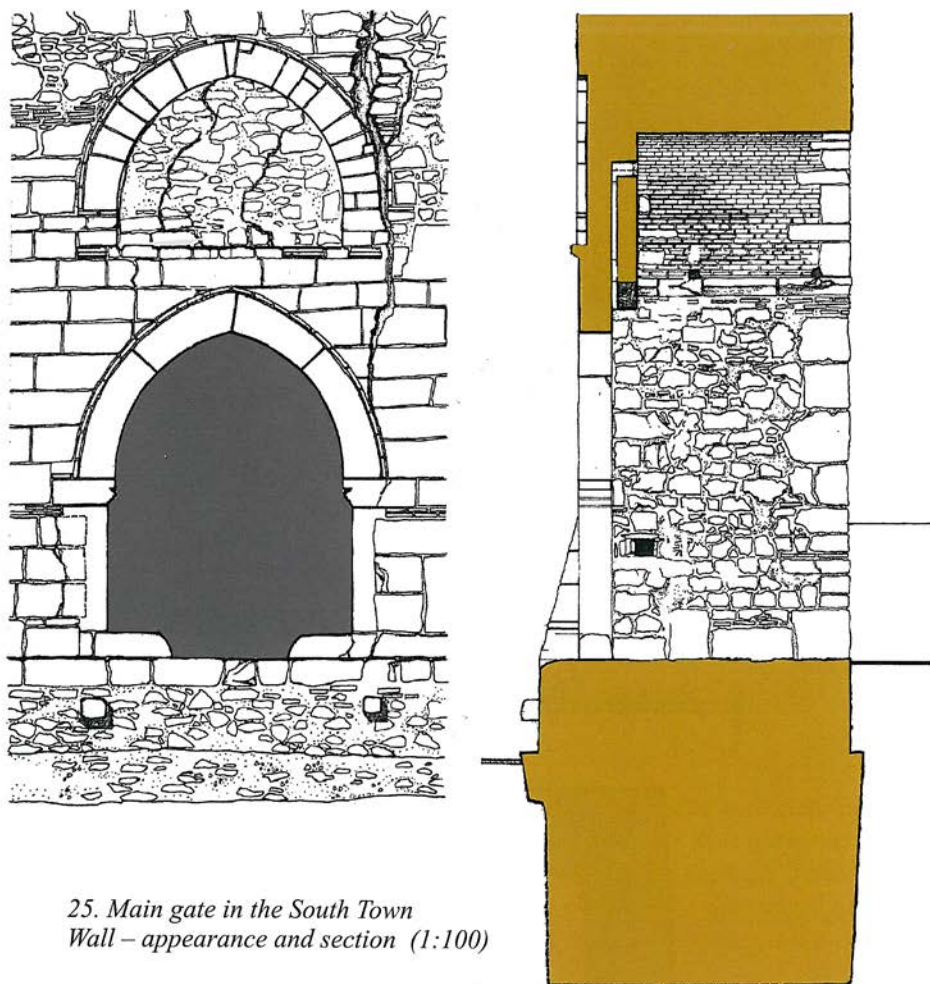 25. Main gate in the South Town
Wall – appearance and section (1:100)